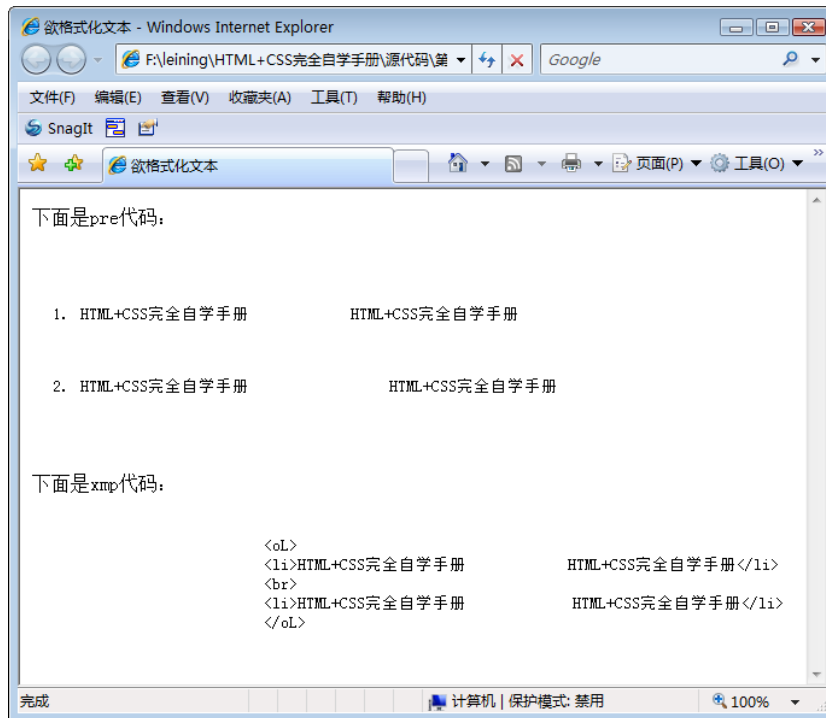 欲格式化文本 - Windows Internet Explorer
F:\leining\HTML+CSS完全自学手册\源代码\第
Google
文件(F) 编辑(E) 查看(V) 收藏夹(A) 工具(T) 帮助(H)
SnagIt
欲格式化文本
页面(P) 工具(O) »
下面是pre代码:
1. HTML+CSS完全自学手册 HTML+CSS完全自学手册
2. HTML+CSS完全自学手册 HTML+CSS完全自学手册
下面是xmp代码:
<oL>
<li>HTML+CSS完全自学手册 HTML+CSS完全自学手册</li>
<br>
<li>HTML+CSS完全自学手册 HTML+CSS完全自学手册</li>
</oL>
完成 计算机 | 保护模式: 禁用 100%